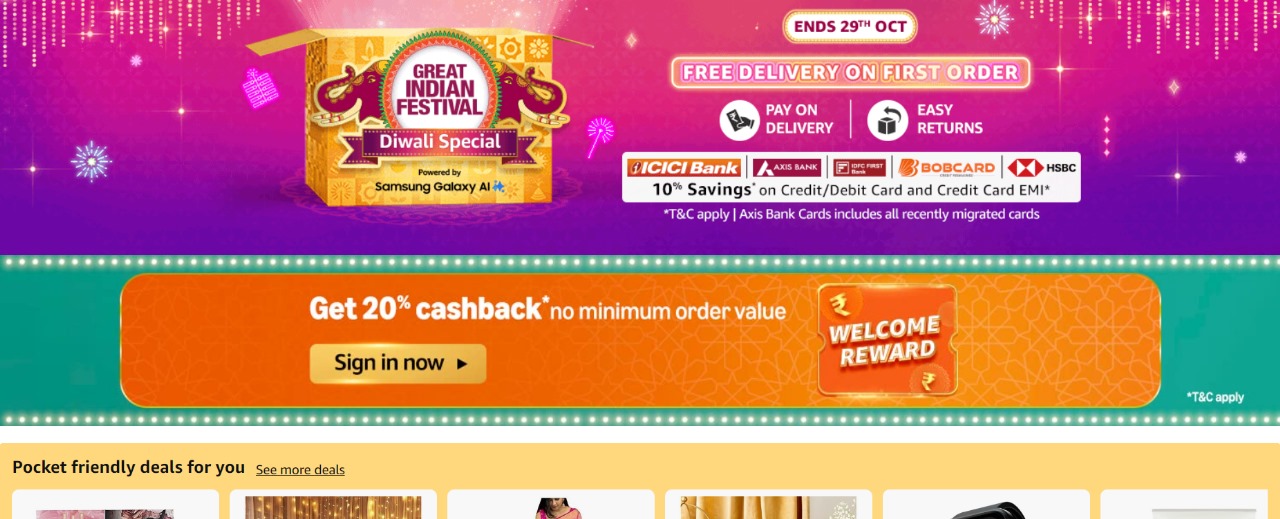 GREAT
INDIAN
FESTIVAL
Diwali Special
Powered by
Samsung Galaxy AI
ENDS 29TH OCT
FREE DELIVERY ON FIRST ORDER
PAY ON
DELIVERY
EASY
RETURNS
ICICI Bank | AXIS BANK | IDFC FIRST Bank | BOBCARD | HSBC
10% Savings* on Credit/Debit Card and Credit Card EMI*
*T&C apply | Axis Bank Cards includes all recently migrated cards
Get 20% cashback* no minimum order value
Sign in now
WELCOME
REWARD
*T&C apply
Pocket friendly deals for you See more deals